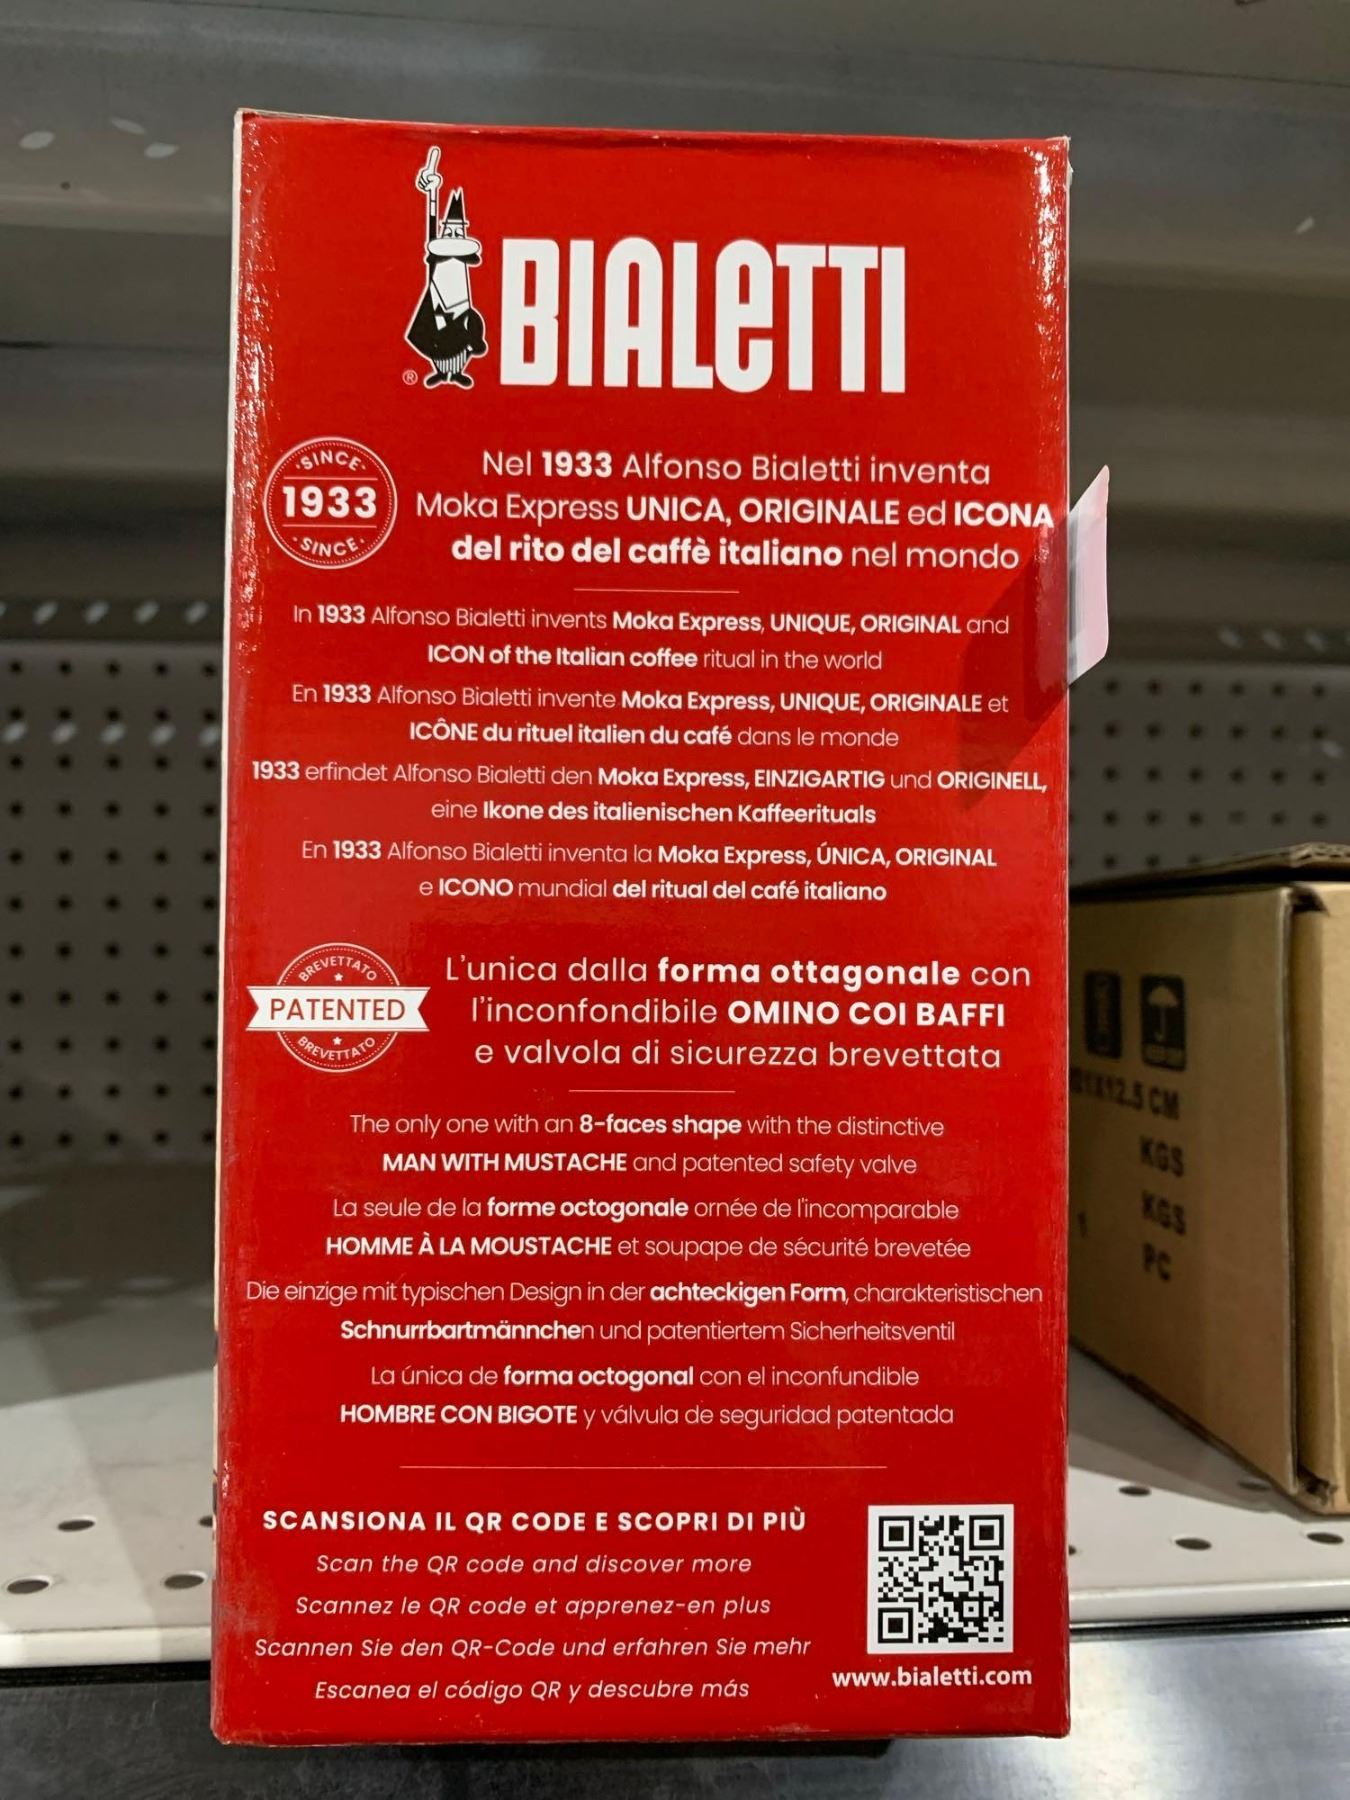 BIALETTI
®
SINCE
1933
SINCE
Nel 1933 Alfonso Bialetti inventa
Moka Express UNICA, ORIGINALE ed ICONA
del rito del caffè italiano nel mondo
In 1933 Alfonso Bialetti invents Moka Express, UNIQUE, ORIGINAL and
ICON of the Italian coffee ritual in the world
En 1933 Alfonso Bialetti invente Moka Express, UNIQUE, ORIGINALE et
ICÔNE du rituel italien du café dans le monde
1933 erfindet Alfonso Bialetti den Moka Express, EINZIGARTIG und ORIGINELL,
eine Ikone des italienischen Kaffeerituals
En 1933 Alfonso Bialetti inventa la Moka Express, ÚNICA, ORIGINAL
e ICONO mundial del ritual del café italiano
BREVETTATO
PATENTED
BREVETTATO
L'unica dalla forma ottagonale con
l'inconfondibile OMINO COI BAFFI
e valvola di sicurezza brevettata
The only one with an 8-faces shape with the distinctive
MAN WITH MUSTACHE and patented safety valve
La seule de la forme octogonale ornée de l'incomparable
HOMME À LA MOUSTACHE et soupape de sécurité brevetée
Die einzige mit typischen Design in der achteckigen Form, charakteristischen
Schnurrbartmännchen und patentiertem Sicherheitsventil
La única de forma octogonal con el inconfundible
HOMBRE CON BIGOTE y válvula de seguridad patentada
SCANSIONA IL QR CODE E SCOPRI DI PIÙ
Scan the QR code and discover more
Scannez le QR code et apprenez-en plus
Scannen Sie den QR-Code und erfahren Sie mehr
Escanea el código QR y descubre más
www.bialetti.com
CM
KGS
KGS
PC